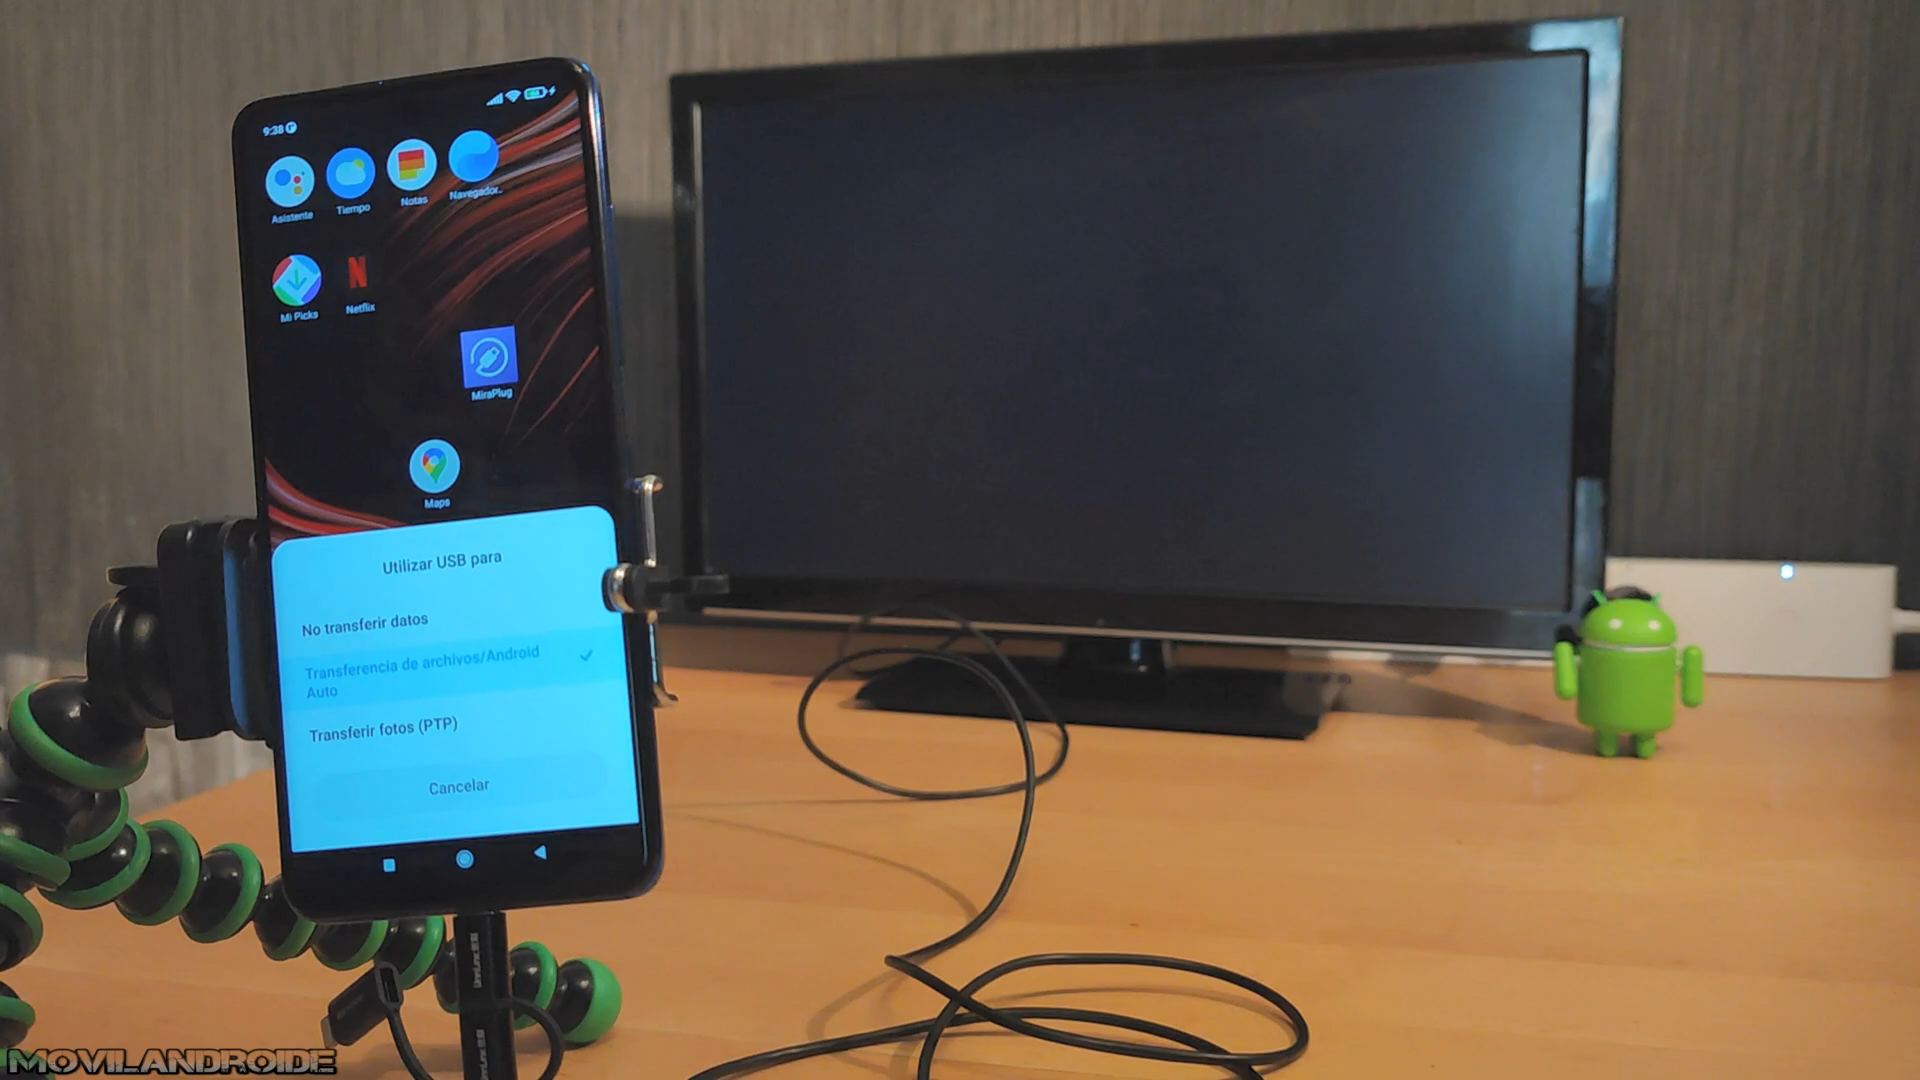 9:38
Asistente
Tiempo
Notas
Navegador..
Mi Picks
Netflix
MiraPlug
Maps
Utilizar USB para
No transferir datos
Transferencia de archivos/Android
Auto
Transferir fotos (PTP)
Cancelar
MOVILANDROIDE